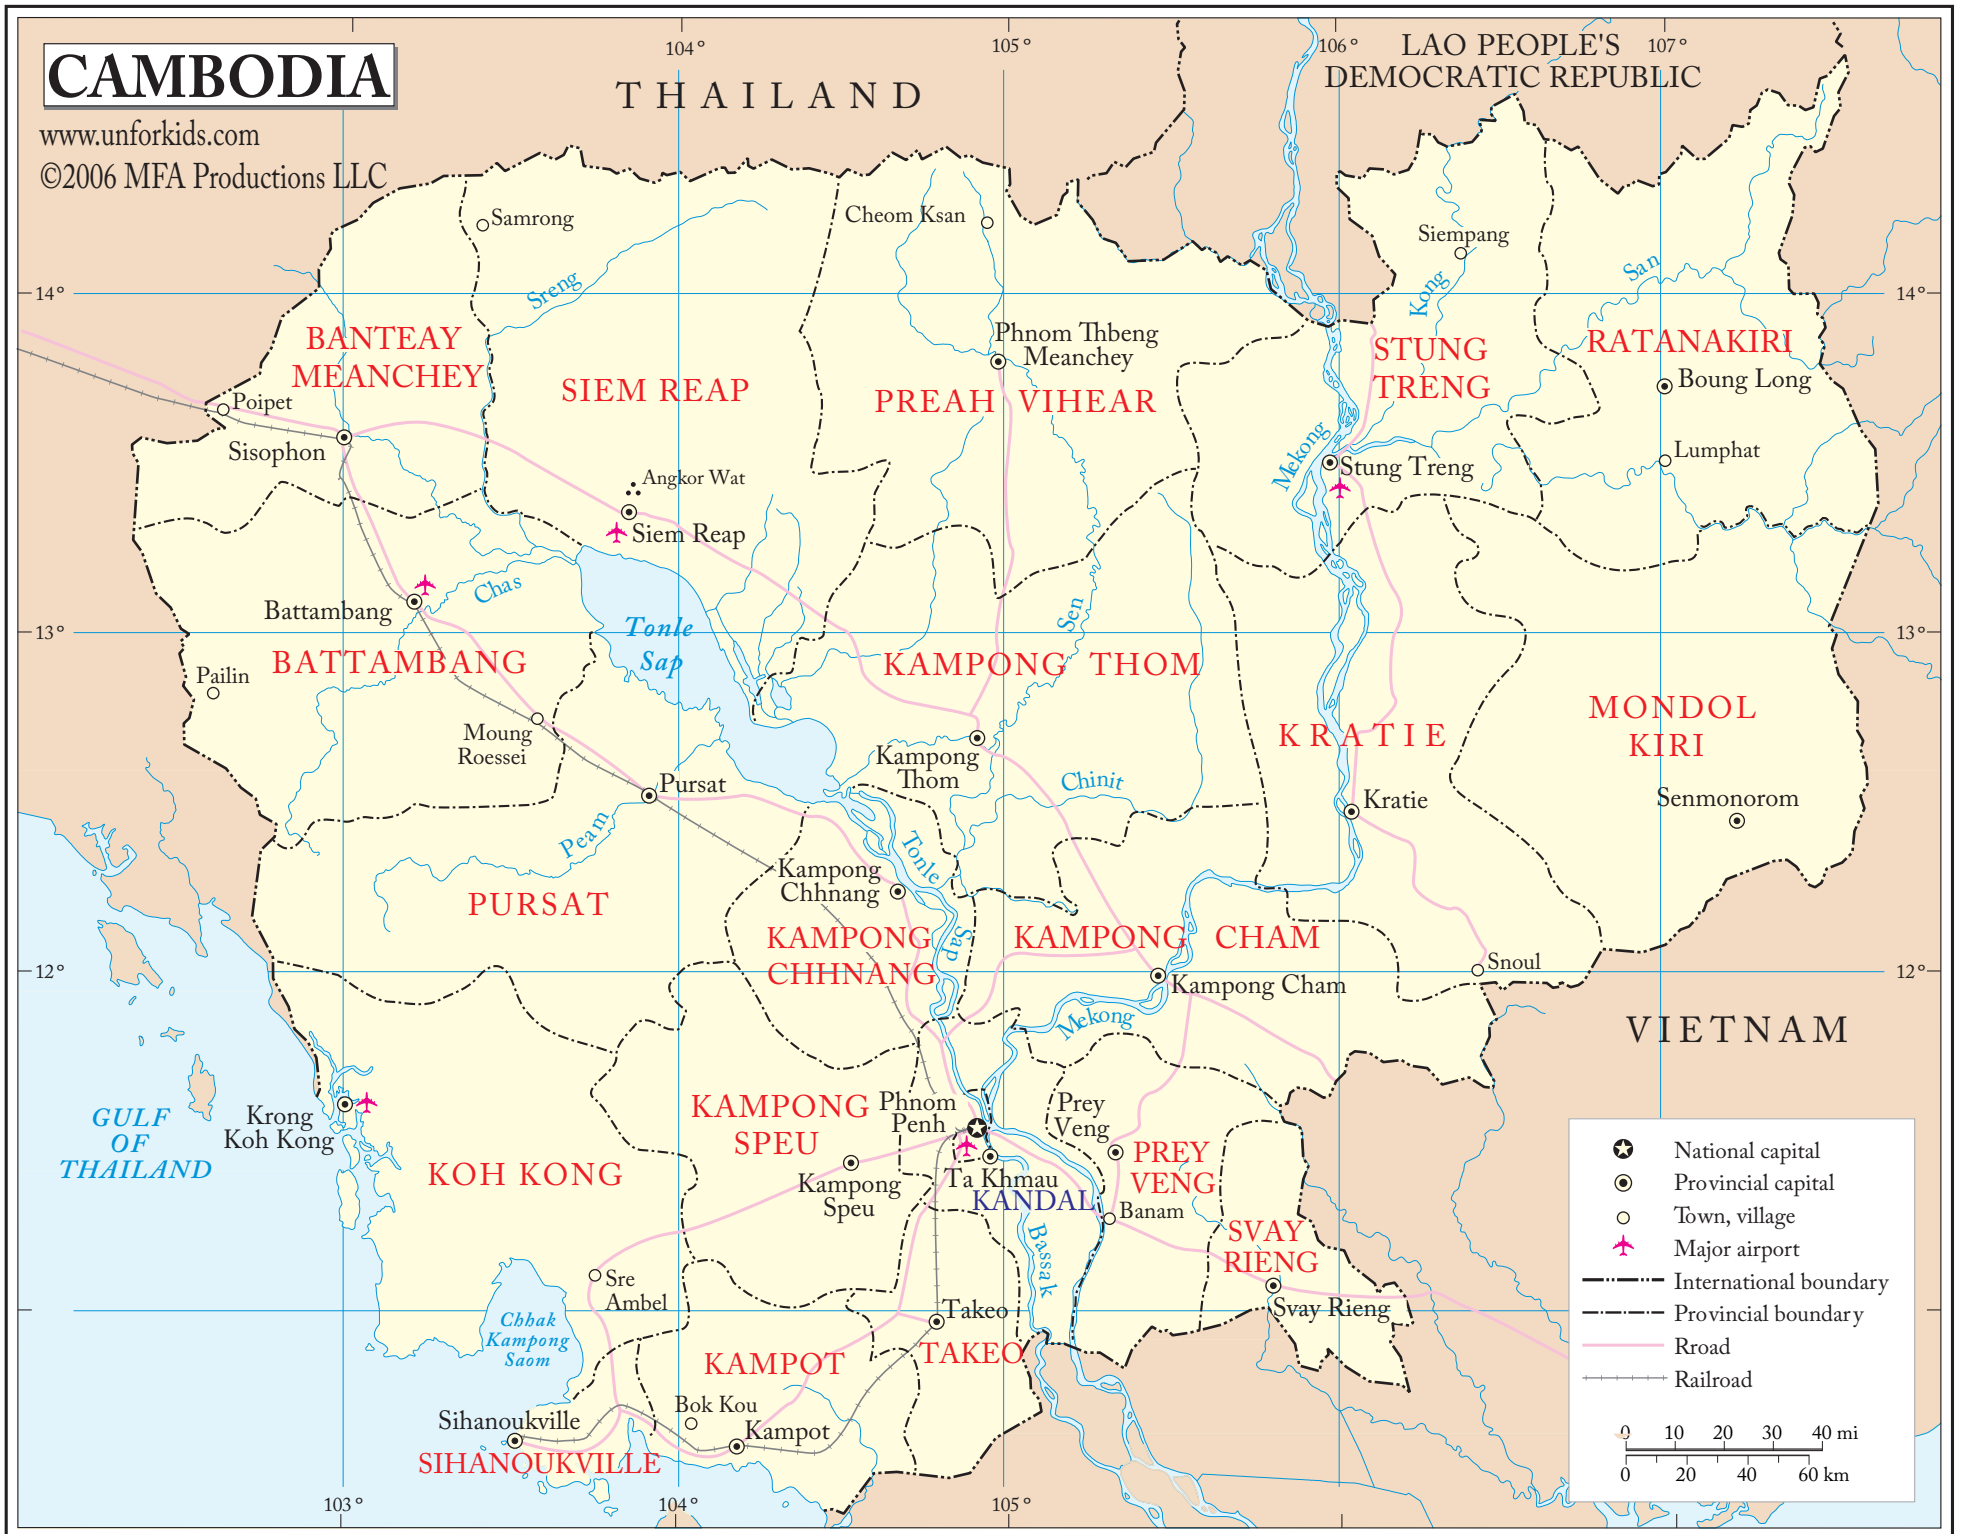 CAMBODIA
www.unforkids.com
©2006 MFA Productions LLC
104°
105°
106°
107°
THAILAND
LAO PEOPLE'S
DEMOCRATIC REPUBLIC
Samrong
Cheom Ksan
Siempang
Sreng
Kong
San
14°
14°
BANTEAY
MEANCHEY
Phnom Thbeng
Meanchey
STUNG
TRENG
RATANAKIRI
Boung Long
SIEM REAP
PREAH VIHEAR
Poipet
Sisophon
Mekong
Lumphat
Stung Treng
Angkor Wat
Siem Reap
Chas
Battambang
Sen
Tonle
Sap
13°
13°
BATTAMBANG
KAMPONG THOM
Pailin
MONDOL
KIRI
KRATIE
Moung
Roessei
Kampong
Thom
Chinit
Pursat
Kratie
Senmonorom
Peam
Tonle
Sap
Kampong
Chhnang
PURSAT
KAMPONG
CHHNANG
KAMPONG CHAM
Snoul
12°
12°
Kampong Cham
Mekong
VIETNAM
GULF
OF
THAILAND
Krong
Koh Kong
KAMPONG
SPEU
Phnom
Penh
Prey
Veng
PREY
VENG
KOH KONG
Kampong
Speu
Ta Khmau
KANDAL
Banam
SVAY
RIENG
Bassak
Sre
Ambel
Svay Rieng
Takeo
Chhak
Kampong
Saom
KAMPOT
TAKEO
Bok Kou
Kampot
Sihanoukville
SIHANOUKVILLE
103°
104°
105°
National capital
Provincial capital
Town, village
Major airport
International boundary
Provincial boundary
Rroad
Railroad
0 10 20 30 40 mi
0 20 40 60 km